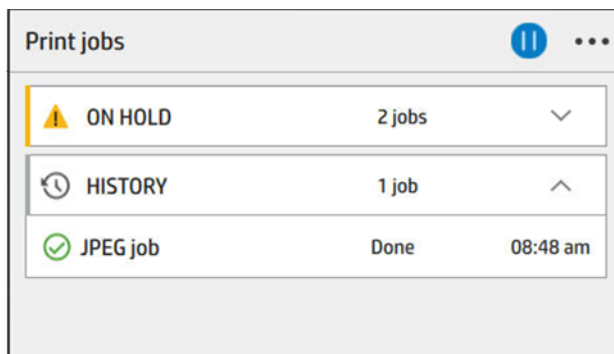 Print jobs
ON HOLD 2 jobs
HISTORY 1 job
JPEG job Done 08:48 am